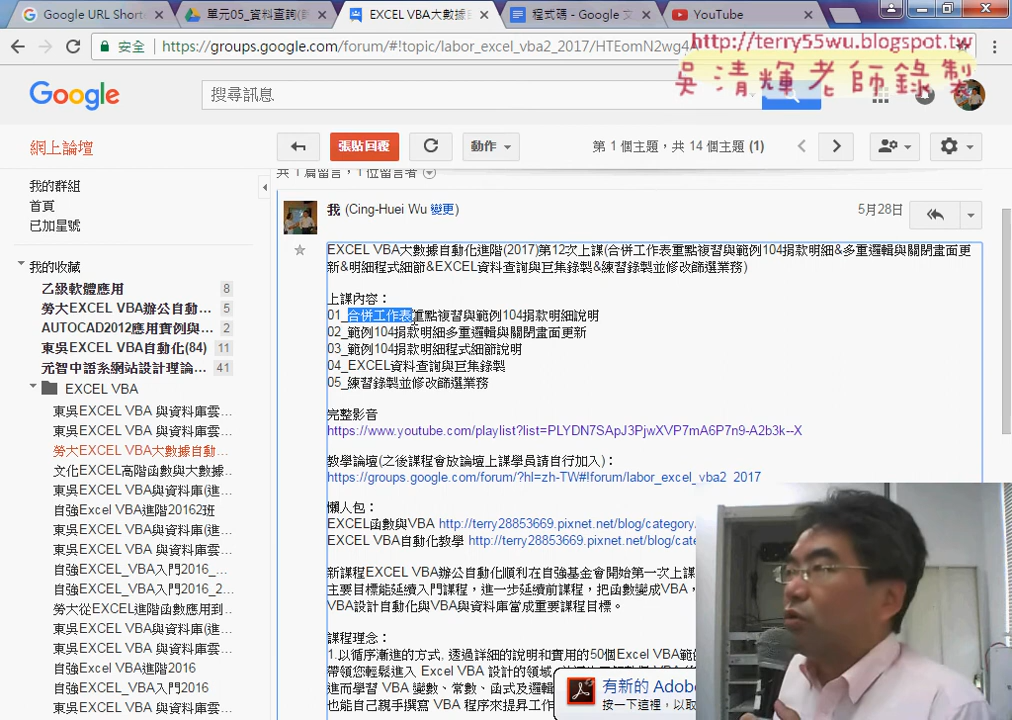 Google URL Short
單元05_資料查詢(
EXCEL VBA大數據
程式碼 - Google 文
YouTube
安全
https://groups.google.com/forum/#!topic/labor_excel_vba2_2017/HTEomN2wg4
http://terry55wu.blogspot.tw
吳清輝老師錄製
Google
搜尋訊息
網上論壇
張貼回覆
動作
第 1 個主題，共 14 個主題 (1)
我的群組
首頁
已加星號
我的收藏
乙級軟體應用 8
勞大EXCEL VBA辦公自動... 5
AUTOCAD2012應用實例與... 2
東吳EXCEL VBA自動化(84) 11
元智中語系網站設計理論... 41
EXCEL VBA
東吳EXCEL VBA 與資料庫雲...
東吳EXCEL VBA 與資料庫雲...
勞大EXCEL VBA大數據自動...
文化EXCEL高階函數與大數據...
東吳EXCEL VBA與資料庫(進...
自強Excel VBA進階20162班
東吳EXCEL VBA與資料庫(進...
東吳EXCEL VBA與資料庫雲...
自強EXCEL_VBA入門2016_...
自強EXCEL_VBA入門2016_2...
勞大從EXCEL進階函數應用到...
東吳EXCEL VBA與資料庫(進...
東吳EXCEL VBA與資料庫雲...
自強Excel VBA進階2016
自強EXCEL_VBA入門2016
東吳EXCEL VBA與資料庫(進...
共 1 篇留言，1 位留言者
我 (Cing-Huei Wu 變更)
5月28日
EXCEL VBA大數據自動化進階(2017)第12次上課(合併工作表重點複習與範例104捐款明細&多重邏輯與關閉畫面更
新&明細程式細節&EXCEL資料查詢與巨集錄製&練習錄製並修改篩選業務)
上課內容：
01_合併工作表重點複習與範例104捐款明細說明
02_範例104捐款明細多重邏輯與關閉畫面更新
03_範例104捐款明細程式細節說明
04_EXCEL資料查詢與巨集錄製
05_練習錄製並修改篩選業務
完整影音
https://www.youtube.com/playlist?list=PLYDN7SApJ3PjwXVP7mA6P7n9-A2b3k--X
教學論壇(之後課程會放論壇上課學員請自行加入)：
https://groups.google.com/forum/?hl=zh-TW#!forum/labor_excel_vba2_2017
懶人包：
EXCEL函數與VBA http://terry28853669.pixnet.net/blog/category
EXCEL VBA自動化教學 http://terry28853669.pixnet.net/blog/cate
新課程EXCEL VBA辦公自動化順利在自強基金會開始第一次上課
主要目標能延續入門課程，進一步延續前課程，把函數變成VBA，
VBA設計自動化與VBA與資料庫當成重要課程目標。
課程理念：
1.以循序漸進的方式, 透過詳細的說明和實用的50個Excel VBA範
帶領您輕鬆進入 Excel VBA 設計的領域
進而學習 VBA 變數、常數、函式及邏輯
也能自己親手撰寫 VBA 程序來提昇工作
有新的 Adob
按一下這裡，以取